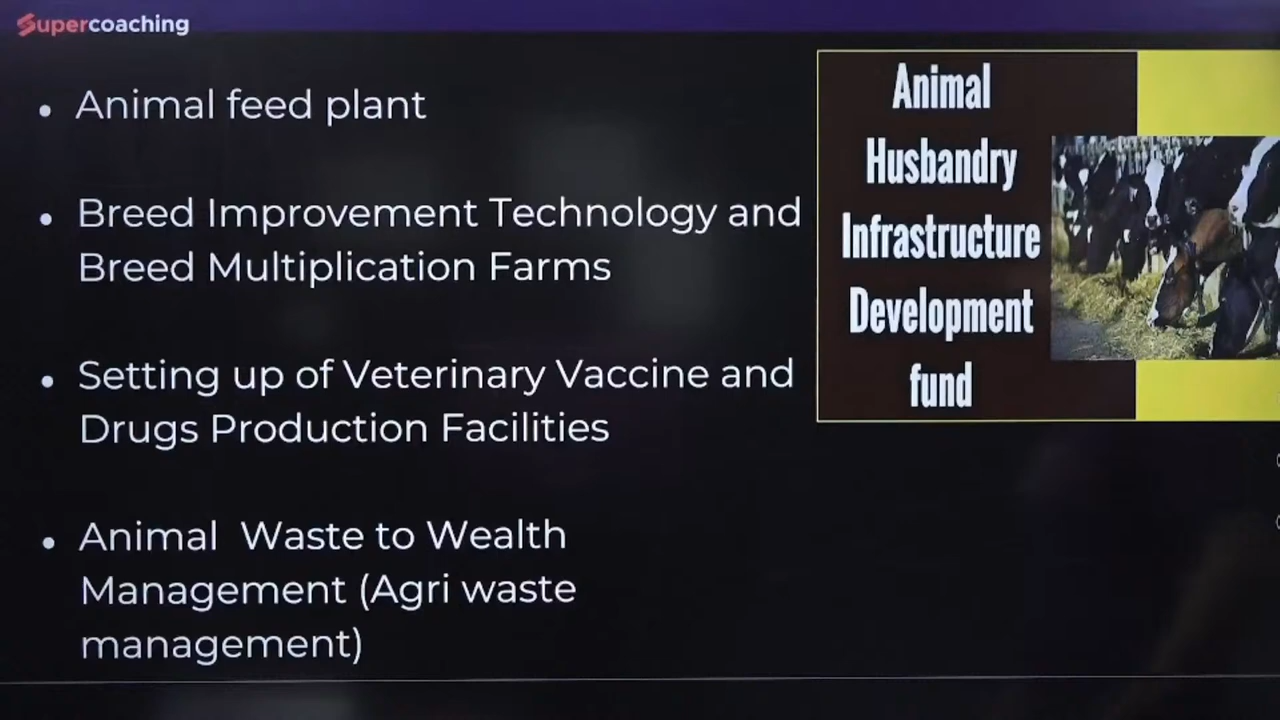 Supercoaching
• Animal feed plant
• Breed Improvement Technology and
Breed Multiplication Farms
• Setting up of Veterinary Vaccine and
Drugs Production Facilities
• Animal Waste to Wealth
Management (Agri waste
management)
Animal
Husbandry
Infrastructure
Development
fund